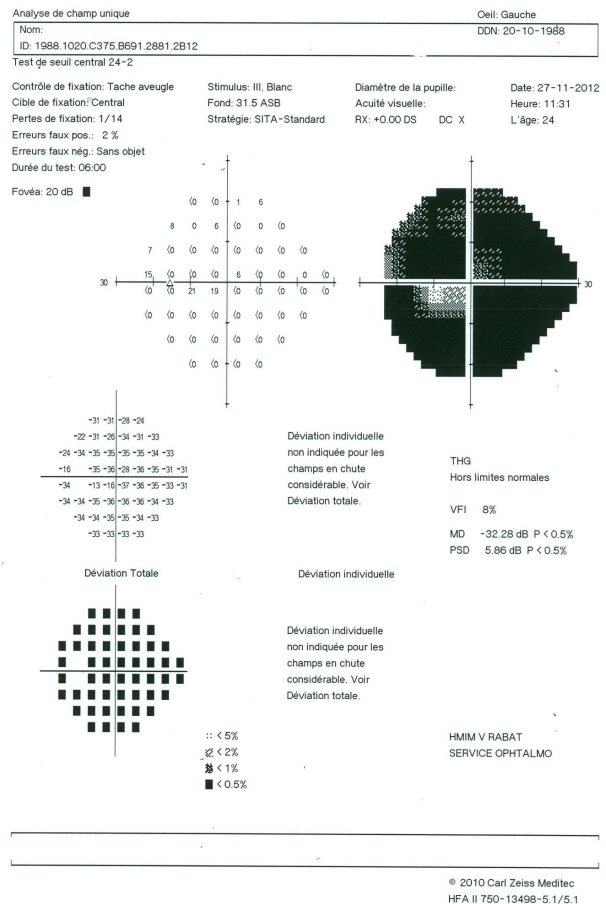 Analyse de champ unique Oeil: Gauche
Nom: DDN: 20-10-1988
ID: 1988.1020.C375.B691.2881.2B12
Test de seuil central 24-2
Contrôle de fixation: Tache aveugle Stimulus: III, Blanc Diamètre de la pupille: Date: 27-11-2012
Cible de fixation: Central Fond: 31.5 ASB Acuité visuelle: Heure: 11:31
Pertes de fixation: 1/14 Stratégie: SITA-Standard RX: +0.00 DS DC X L'âge: 24
Erreurs faux pos.: 2 %
Erreurs faux nég.: Sans objet
Durée du test: 06:00
Fovéa: 20 dB
<0 <0 1 6
8 0 6 <0 <0 <0
7 <0 <0 <0 <0 <0 <0 <0
15 <0 <0 <0 6 <0 <0 0 <0
30 30
<0 <0 21 19 <0 <0 <0 <0 <0
<0 <0 <0 <0 <0 <0 <0 <0
<0 <0 <0 <0 <0 <0
<0 <0 <0 <0
-31 -31 -28 -24
-22 -31 -26 -34 -31 -33
-24 -34 -35 -35 -35 -35 -34 -33
-16 -35 -36 -28 -36 -35 -31 -31
-34 -13 -16 -37 -36 -35 -33 -31
-34 -34 -35 -36 -36 -36 -34 -33
-34 -34 -35 -35 -34 -33
-33 -33 -33 -33
Déviation individuelle
non indiquée pour les
champs en chute
considérable. Voir
Déviation totale.
THG
Hors limites normales
VFI 8%
MD -32.28 dB P < 0.5%
PSD 5.86 dB P < 0.5%
Déviation Totale Déviation individuelle
Déviation individuelle
non indiquée pour les
champs en chute
considérable. Voir
Déviation totale.
< 5%
< 2%
< 1%
< 0.5%
HMIM V RABAT
SERVICE OPHTALMO
© 2010 Carl Zeiss Meditec
HFA II 750-13498-5.1/5.1